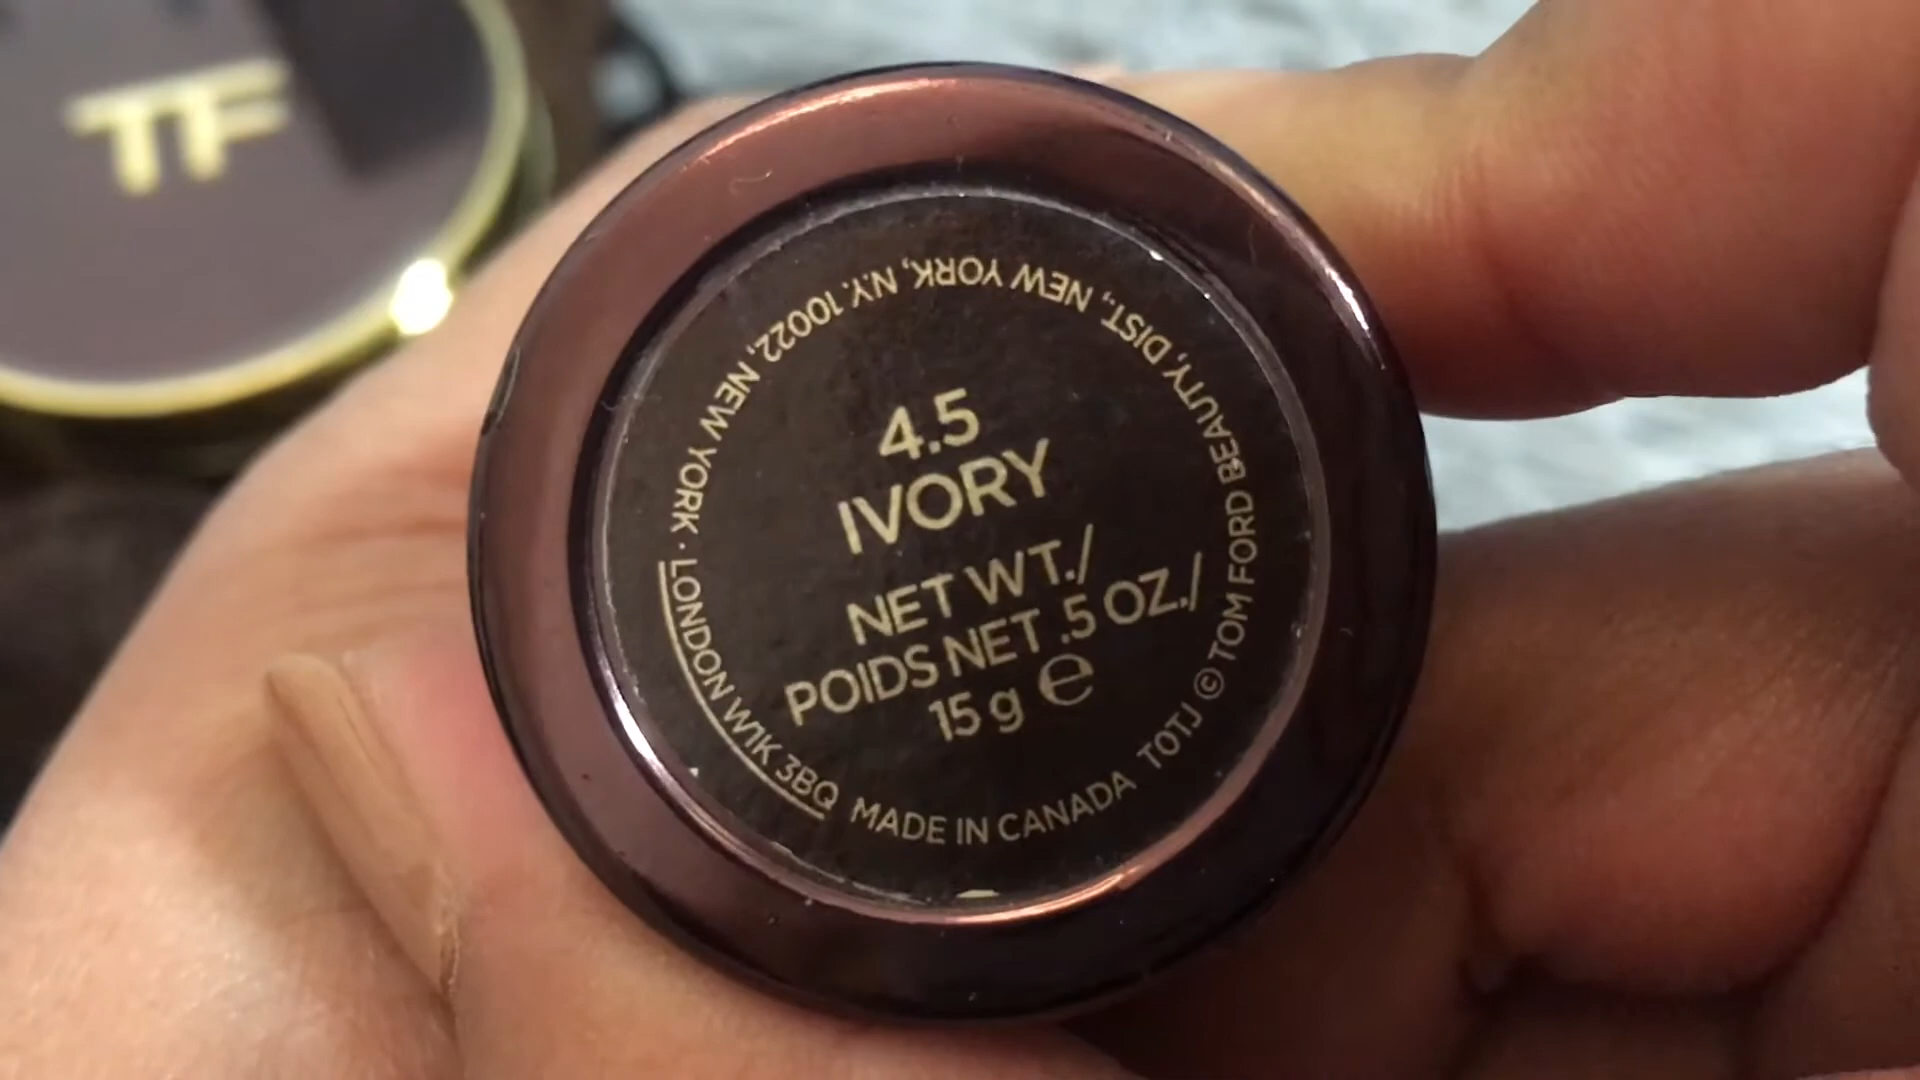 TF
4.5
IVORY
NET WT./
POIDS NET .5 OZ./
15 g ℮
T0TJ © TOM FORD BEAUTY, DIST., NEW YORK, N.Y. 10022, NEW YORK · LONDON W1K 3BQ MADE IN CANADA